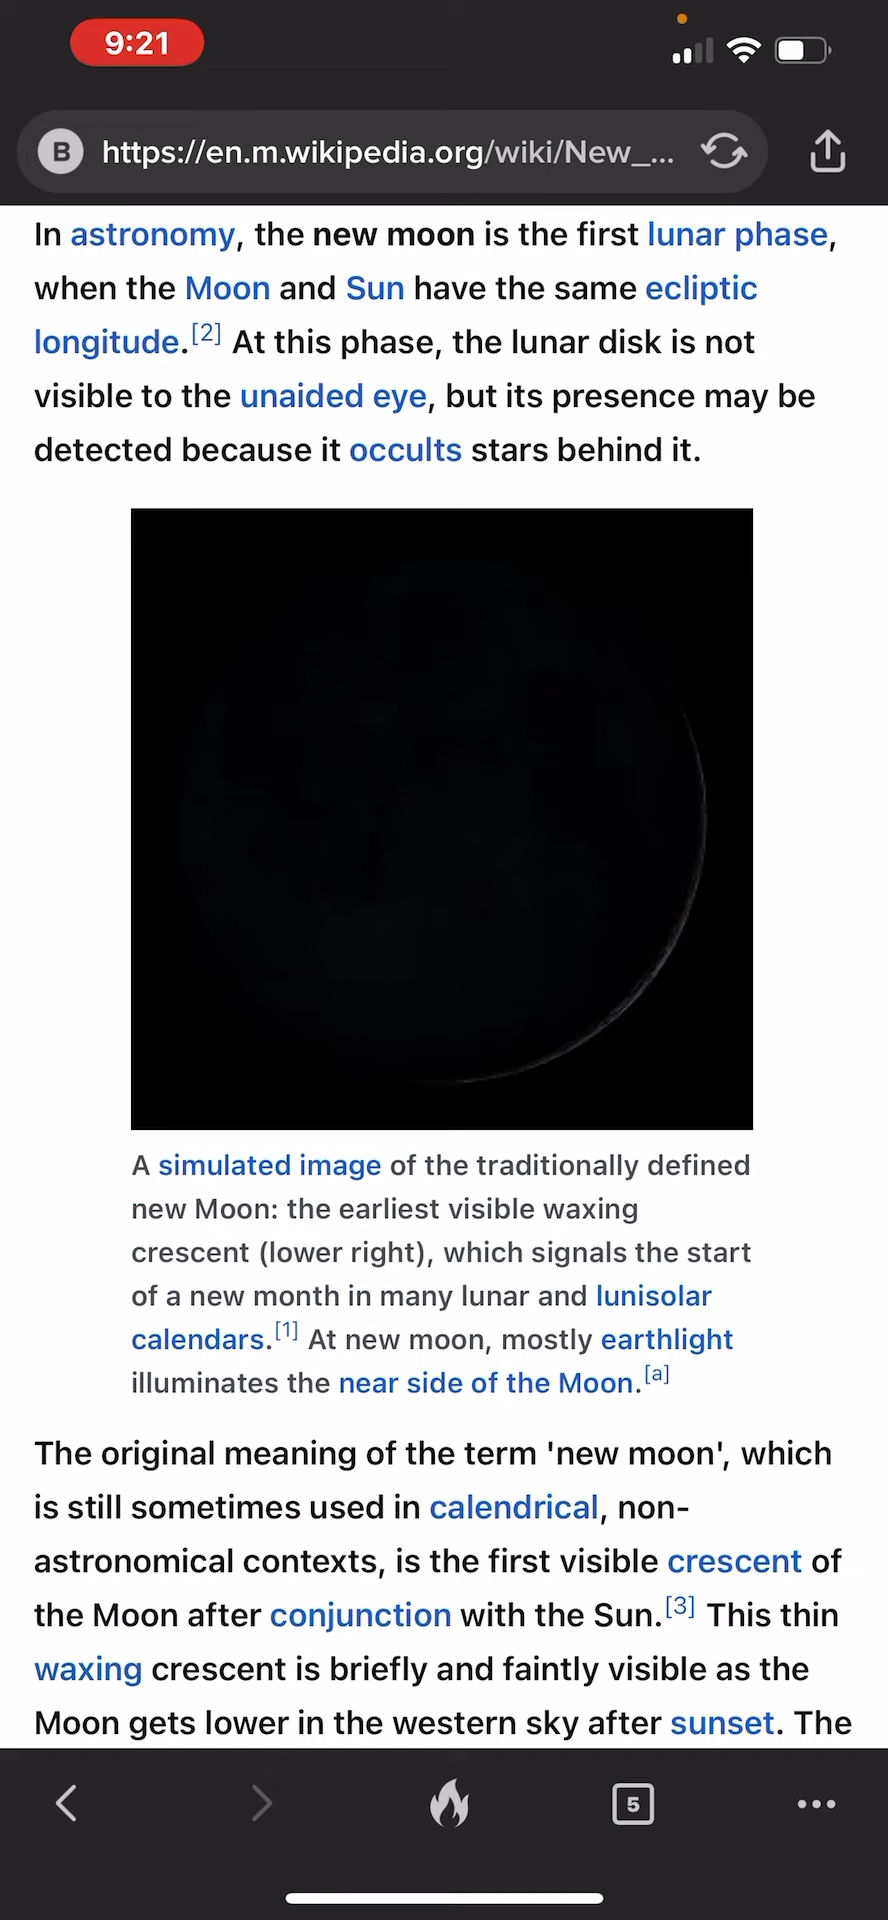 9:21
B https://en.m.wikipedia.org/wiki/New_...
In astronomy, the new moon is the first lunar phase,
when the Moon and Sun have the same ecliptic
longitude.[2] At this phase, the lunar disk is not
visible to the unaided eye, but its presence may be
detected because it occults stars behind it.
A simulated image of the traditionally defined
new Moon: the earliest visible waxing
crescent (lower right), which signals the start
of a new month in many lunar and lunisolar
calendars.[1] At new moon, mostly earthlight
illuminates the near side of the Moon.[a]
The original meaning of the term 'new moon', which
is still sometimes used in calendrical, non-
astronomical contexts, is the first visible crescent of
the Moon after conjunction with the Sun.[3] This thin
waxing crescent is briefly and faintly visible as the
Moon gets lower in the western sky after sunset. The
5